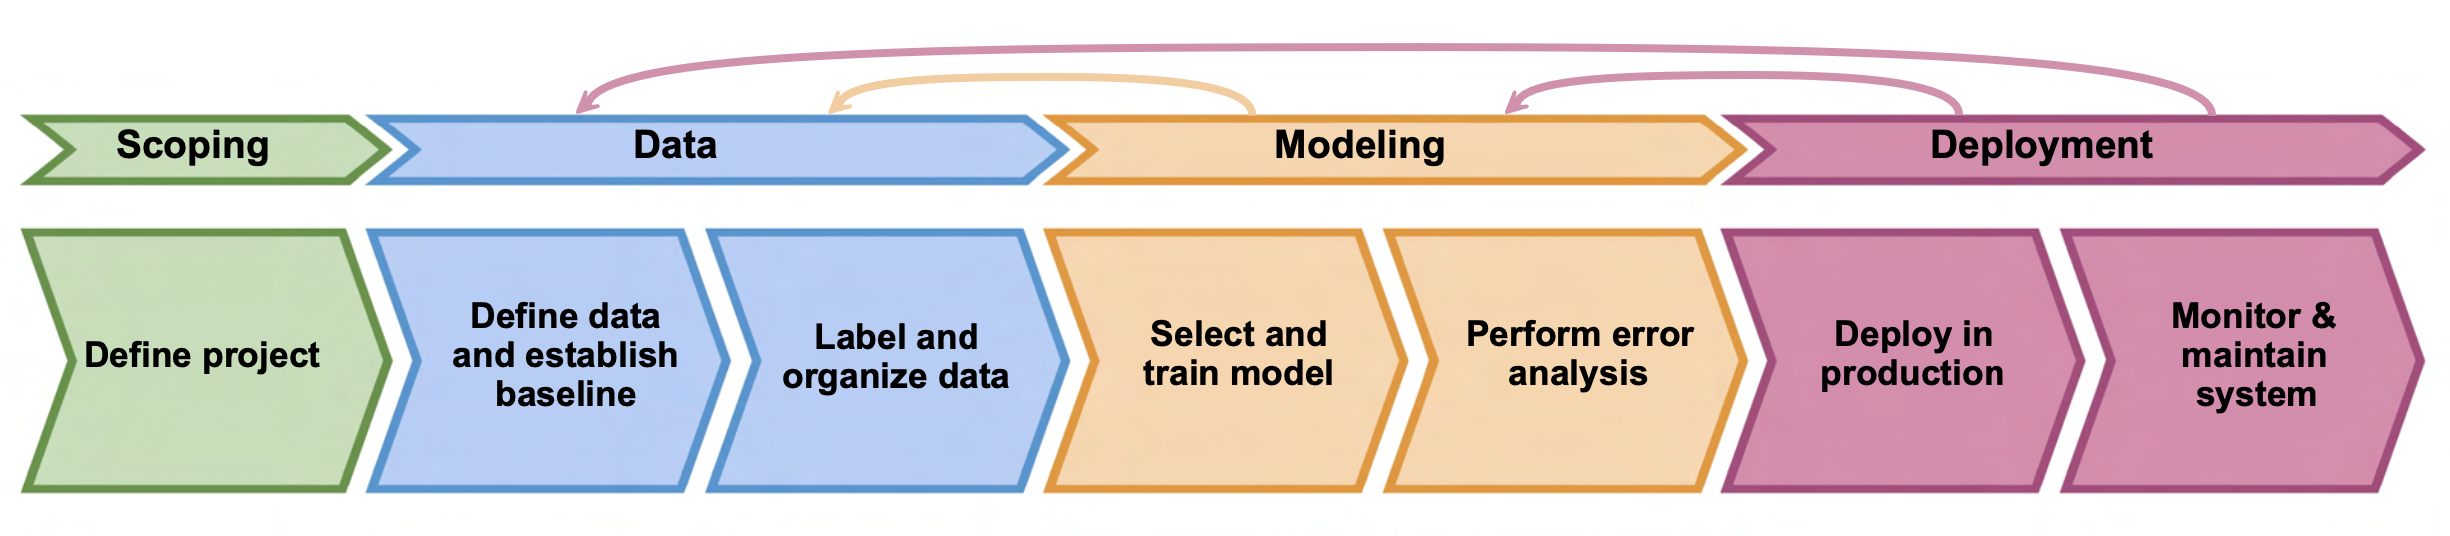 Scoping
Data
Modeling
Deployment
Define project
Define data
and establish
baseline
Label and
organize data
Select and
train model
Perform error
analysis
Deploy in
production
Monitor &
maintain
system